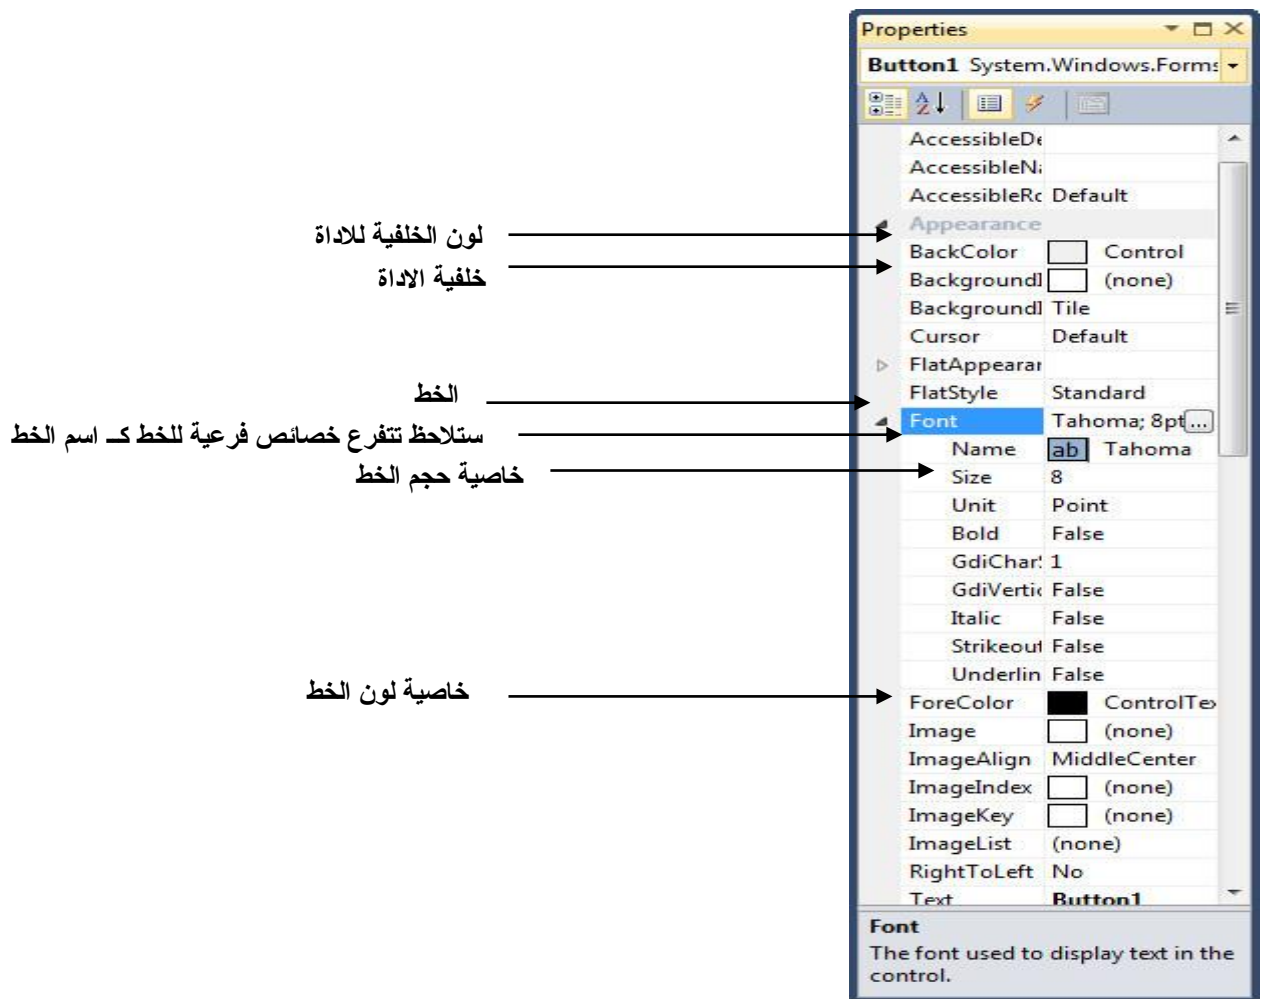 Properties
Button1 System.Windows.Forms
AccessibleDe
AccessibleNa
AccessibleRo Default
Appearance
لون الخلفية للاداة
BackColor Control
خلفية الاداة
BackgroundI (none)
BackgroundI Tile
Cursor Default
FlatAppearan
الخط
FlatStyle Standard
ستلاحظ تتفرع خصائص فرعية للخط كـ اسم الخط
Font Tahoma; 8pt ...
Name ab Tahoma
خاصية حجم الخط
Size 8
Unit Point
Bold False
GdiCharS 1
GdiVertic False
Italic False
Strikeout False
Underlin False
خاصية لون الخط
ForeColor ControlTex
Image (none)
ImageAlign MiddleCenter
ImageIndex (none)
ImageKey (none)
ImageList (none)
RightToLeft No
Text Button1
Font
The font used to display text in the
control.